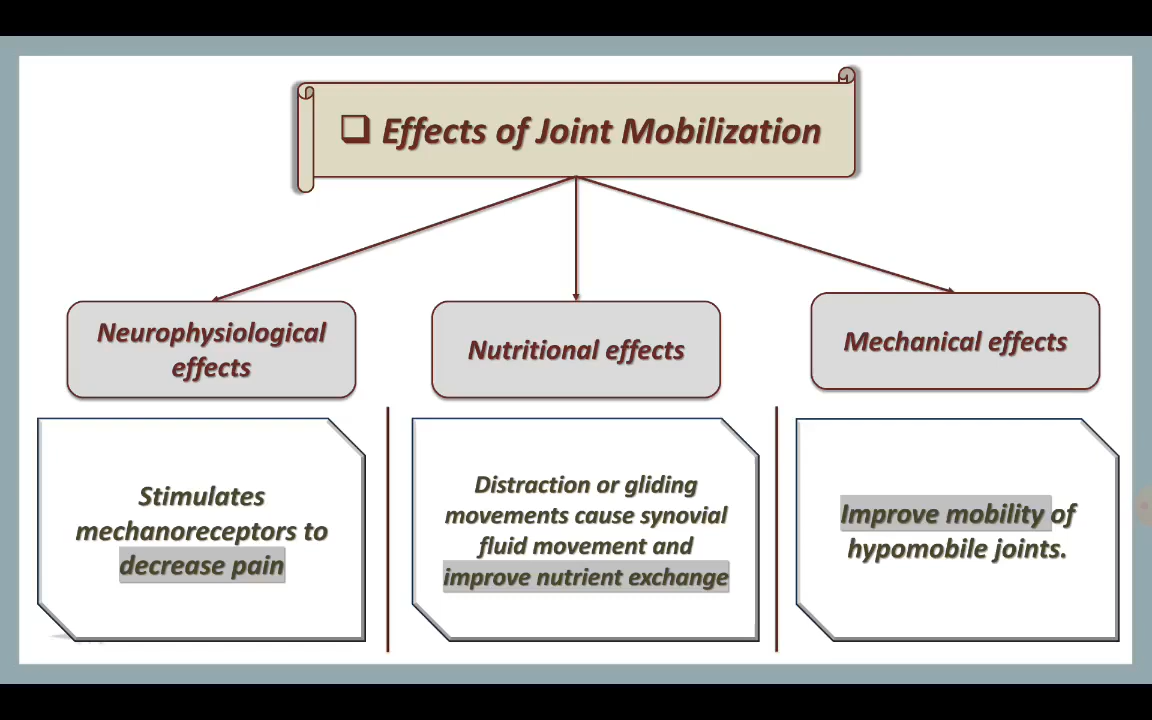 Effects of Joint Mobilization
Neurophysiological
effects
Stimulates
mechanoreceptors to
decrease pain
Nutritional effects
Distraction or gliding
movements cause synovial
fluid movement and
improve nutrient exchange
Mechanical effects
Improve mobility of
hypomobile joints.